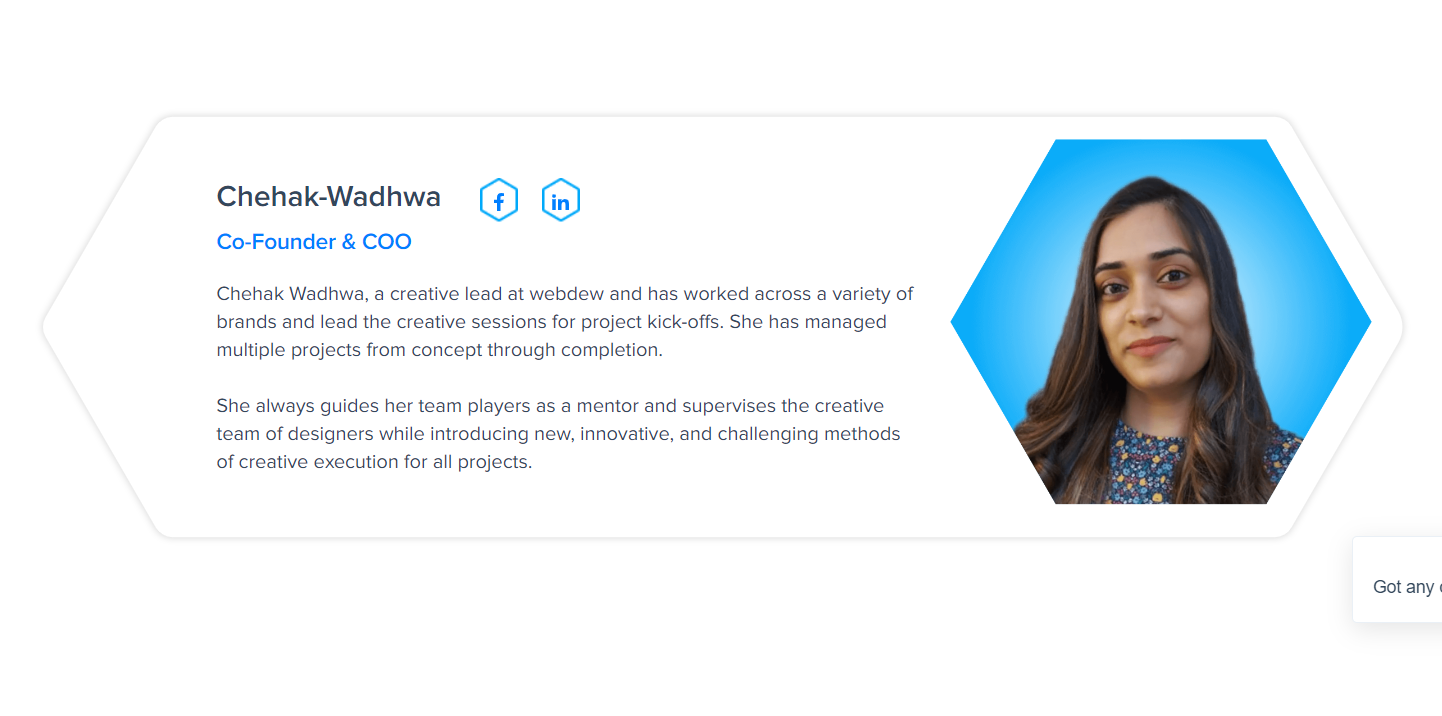 Chehak-Wadhwa
f in
Co-Founder & COO
Chehak Wadhwa, a creative lead at webdew and has worked across a variety of
brands and lead the creative sessions for project kick-offs. She has managed
multiple projects from concept through completion.
She always guides her team players as a mentor and supervises the creative
team of designers while introducing new, innovative, and challenging methods
of creative execution for all projects.
Got any